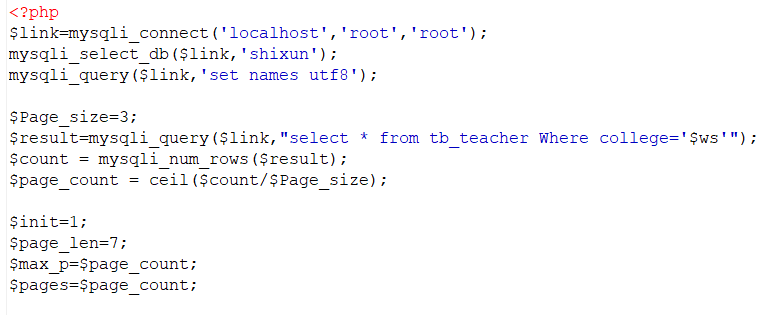 <?php
$link=mysqli_connect('localhost','root','root');
mysqli_select_db($link,'shixun');
mysqli_query($link,'set names utf8');
$Page_size=3;
$result=mysqli_query($link,"select * from tb_teacher Where college='$ws'");
$count = mysqli_num_rows($result);
$page_count = ceil($count/$Page_size);
$init=1;
$page_len=7;
$max_p=$page_count;
$pages=$page_count;